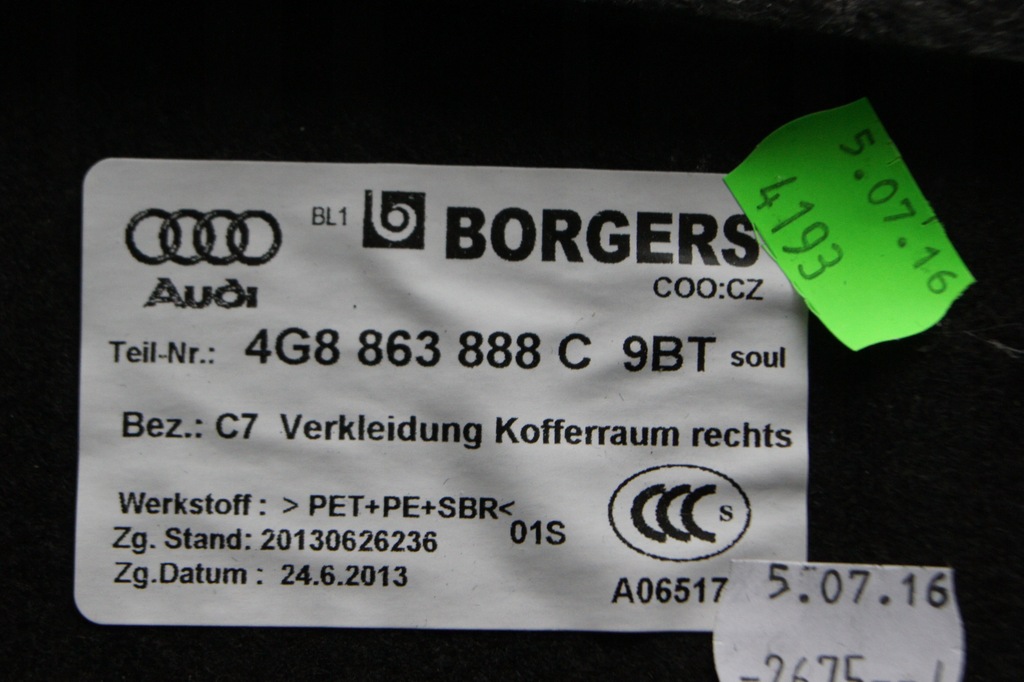 Audi
BL1 BORGERS
COO:CZ
Teil-Nr.: 4G8 863 888 C 9BT soul
Bez.: C7 Verkleidung Kofferraum rechts
Werkstoff : > PET+PE+SBR<
01S
Zg. Stand: 20130626236
Zg.Datum : 24.6.2013
CCC S
A06517
5.07.16
4193
5.07.16